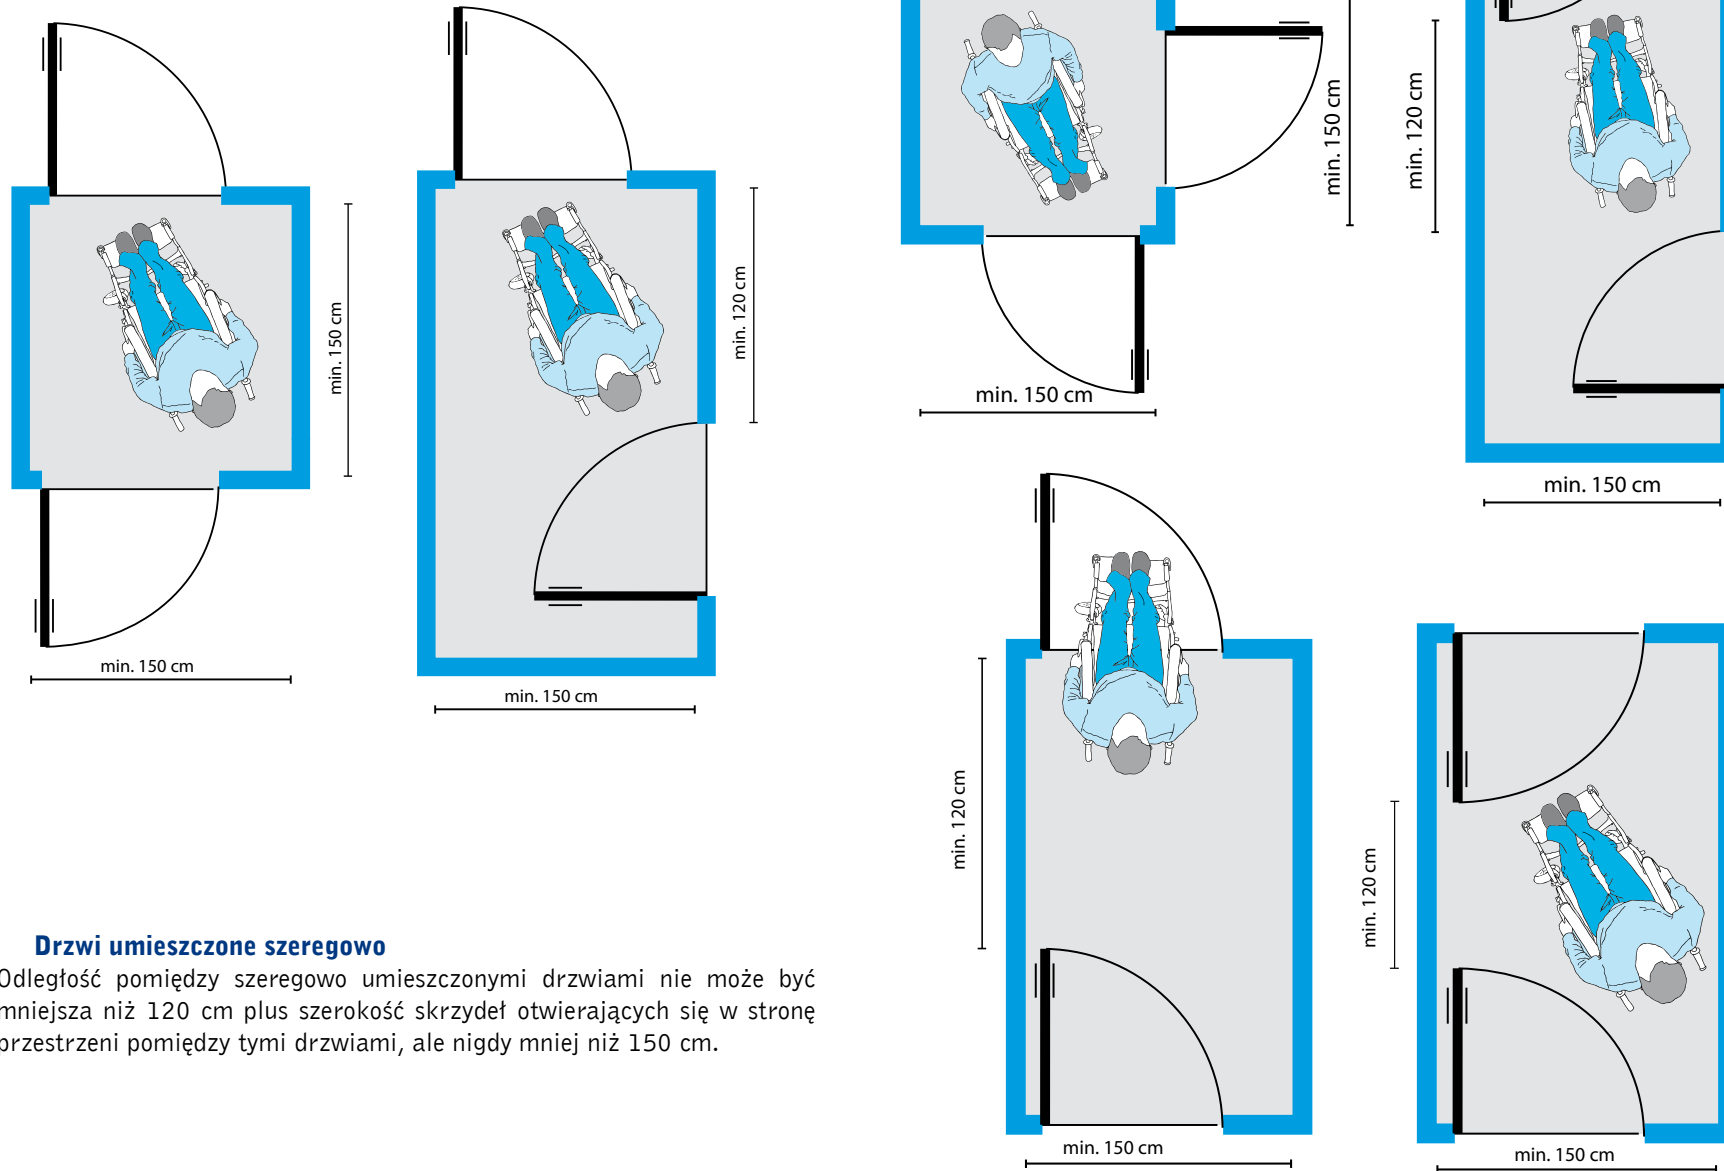 min. 150 cm
min. 150 cm
min. 120 cm
min. 150 cm
min. 150 cm
min. 150 cm
min. 120 cm
min. 150 cm
min. 120 cm
min. 150 cm
min. 120 cm
min. 150 cm
Drzwi umieszczone szeregowo
Odległość pomiędzy szeregowo umieszczonymi drzwiami nie może być
mniejsza niż 120 cm plus szerokość skrzydeł otwierających się w stronę
przestrzeni pomiędzy tymi drzwiami, ale nigdy mniej niż 150 cm.